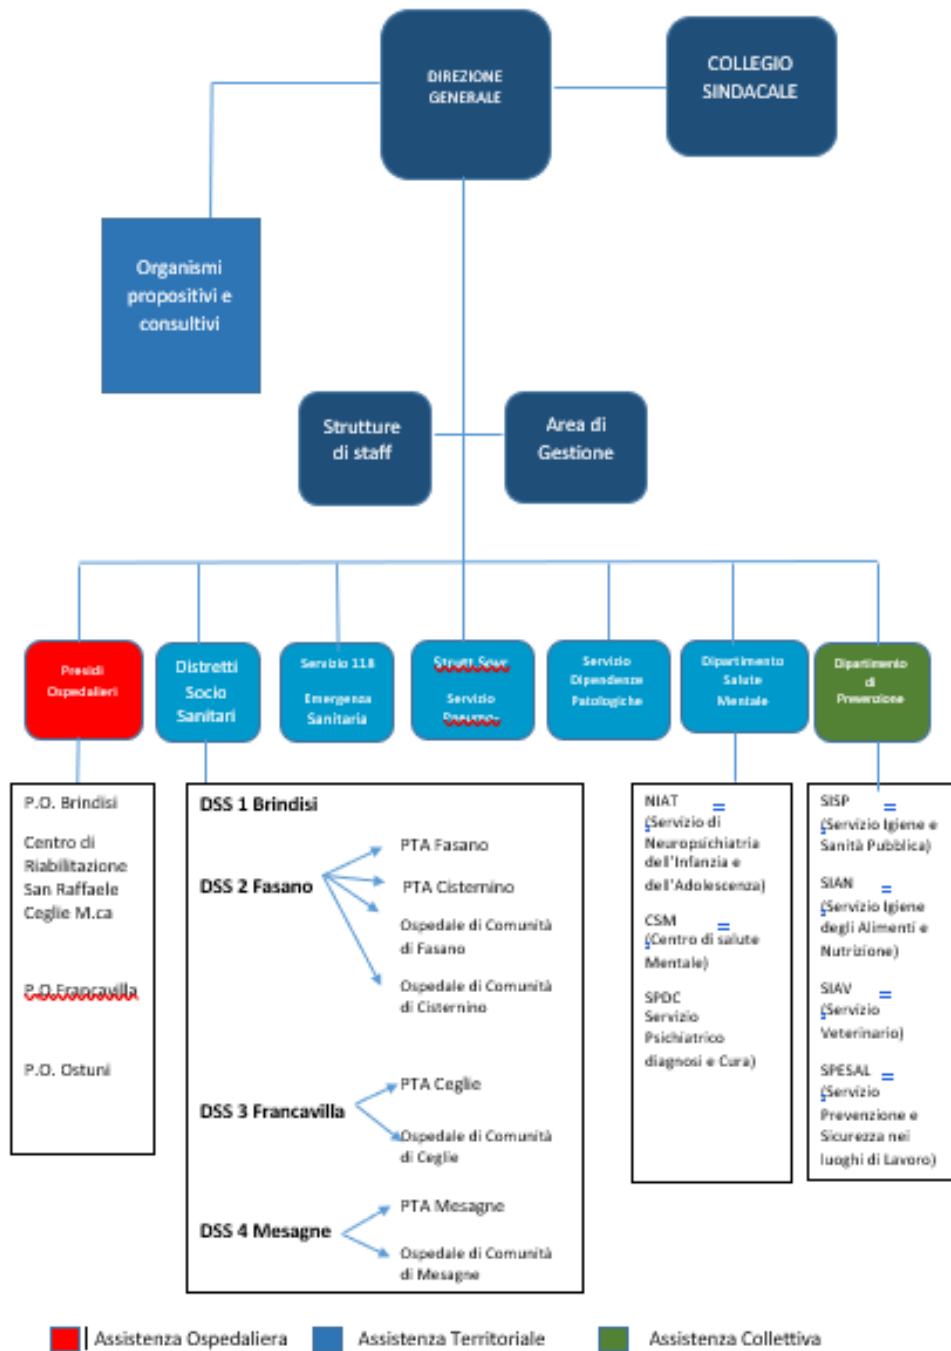 DIREZIONE
GENERALE
COLLEGIO
SINDACALE
Organismi
propositivi e
consultivi
Strutture
di staff
Area di
Gestione
Presidi
Ospedalieri
Distretti
Socio
Sanitari
Servizio 118
Emergenza
Sanitaria
Strutt.
Servizio
Servizio
Dipendenze
Patologiche
Dipartimento
Salute
Mentale
Dipartimento
di
Prevenzione
P.O. Brindisi
Centro di
Riabilitazione
San Raffaele
Ceglie M.ca
P.O.Francavilla
P.O. Ostuni
DSS 1 Brindisi
DSS 2 Fasano
PTA Fasano
PTA Cisternino
Ospedale di Comunità
di Fasano
Ospedale di Comunità
di Cisternino
DSS 3 Francavilla
PTA Ceglie
Ospedale di Comunità
di Ceglie
DSS 4 Mesagne
PTA Mesagne
Ospedale di Comunità
di Mesagne
NIAT
(Servizio di
Neuropsichiatria
dell'Infanzia e
dell'Adolescenza)
CSM
(Centro di salute
Mentale)
SPDC
Servizio
Psichiatrico
diagnosi e Cura)
SISP
(Servizio Igiene e
Sanità Pubblica)
SIAN
(Servizio Igiene
degli Alimenti e
Nutrizione)
SIAV
(Servizio
Veterinario)
SPESAL
(Servizio
Prevenzione e
Sicurezza nei
luoghi di Lavoro)
Assistenza Ospedaliera
Assistenza Territoriale
Assistenza Collettiva